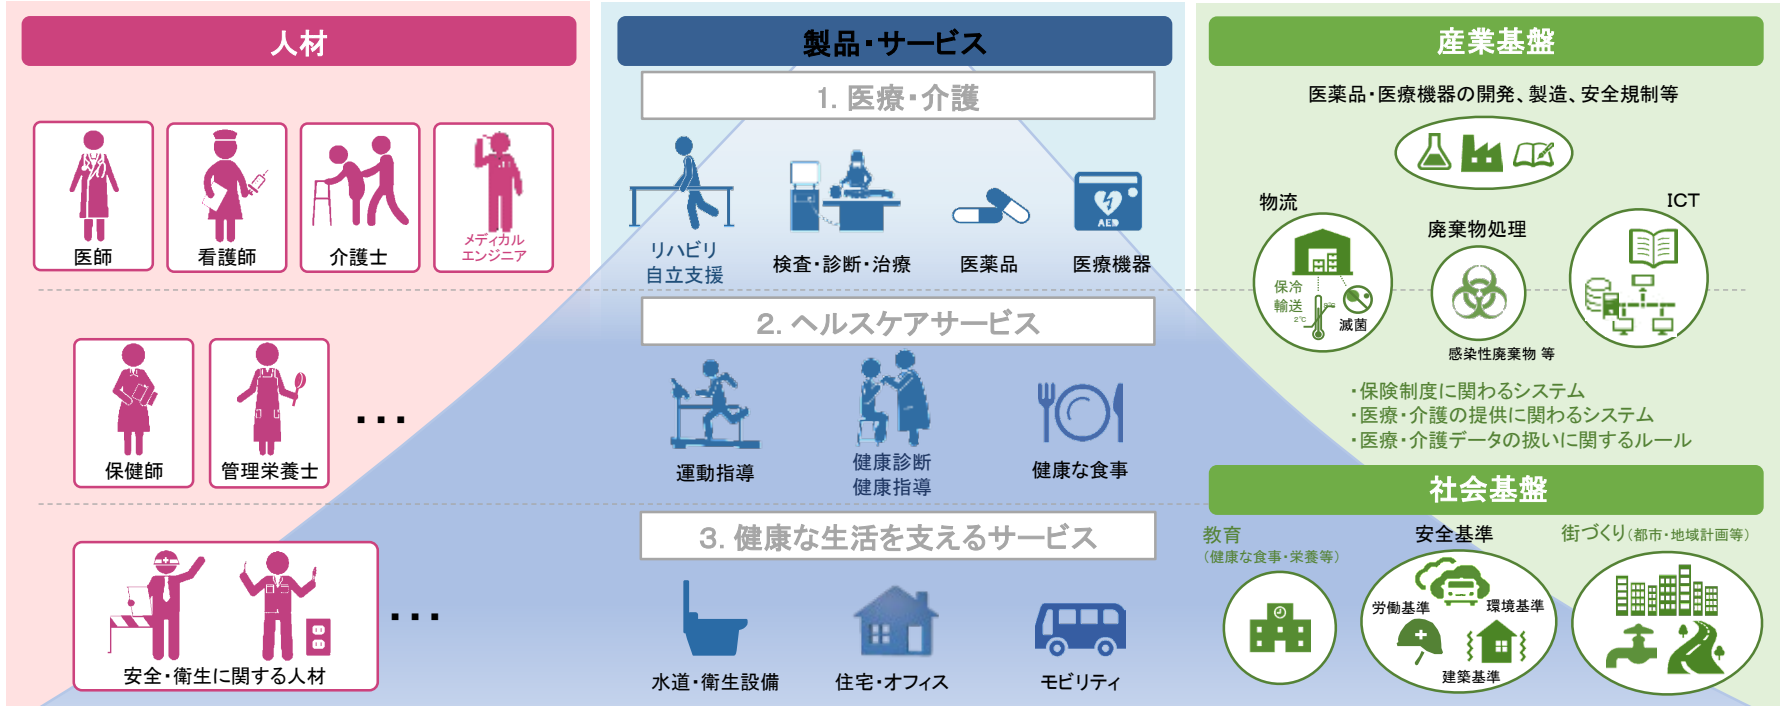 人材
医師
看護師
介護士
メディカル
エンジニア
保健師
管理栄養士
・・・
安全・衛生に関する人材
・・・
製品・サービス
1. 医療・介護
リハビリ
自立支援
検査・診断・治療
医薬品
AED
医療機器
2. ヘルスケアサービス
運動指導
健康診断
健康指導
健康な食事
3. 健康な生活を支えるサービス
水道・衛生設備
住宅・オフィス
モビリティ
産業基盤
医薬品・医療機器の開発、製造、安全規制等
物流
保冷
輸送
2℃
滅菌
廃棄物処理
感染性廃棄物 等
ICT
・保険制度に関わるシステム
・医療・介護の提供に関わるシステム
・医療・介護データの扱いに関するルール
社会基盤
教育
（健康な食事・栄養等）
安全基準
労働基準
環境基準
建築基準
街づくり（都市・地域計画等）